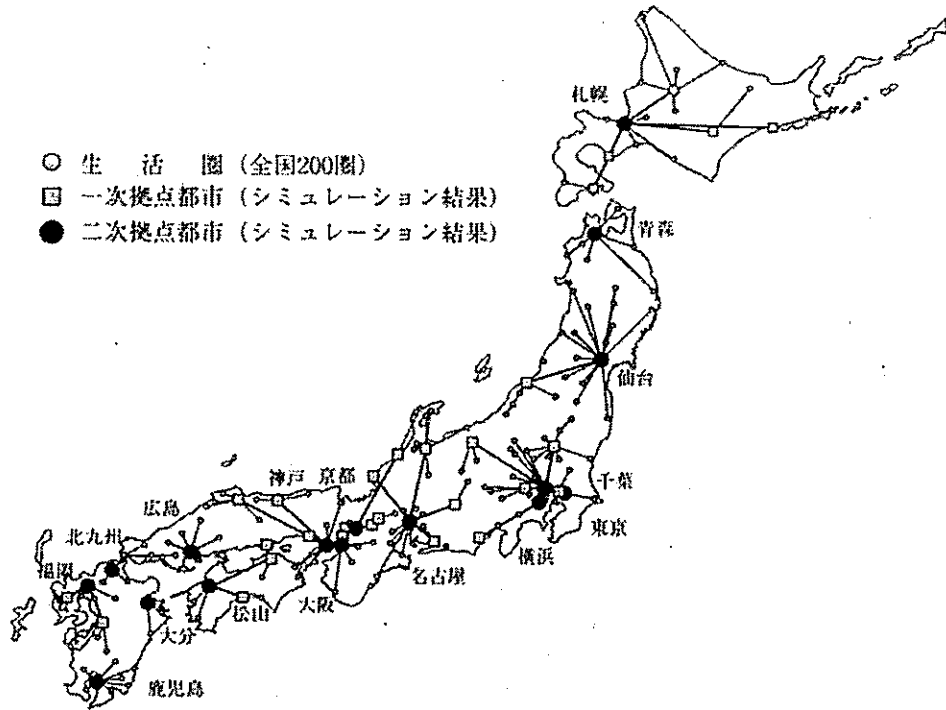 札幌
○ 生 活 圏 (全国200圏)
□ 一次拠点都市 (シミュレーション結果)
● 二次拠点都市 (シミュレーション結果)
青森
仙台
神戸 京都
千葉
広島
東京
北九州
横浜
福岡
名古屋
大阪
松山
大分
鹿児島